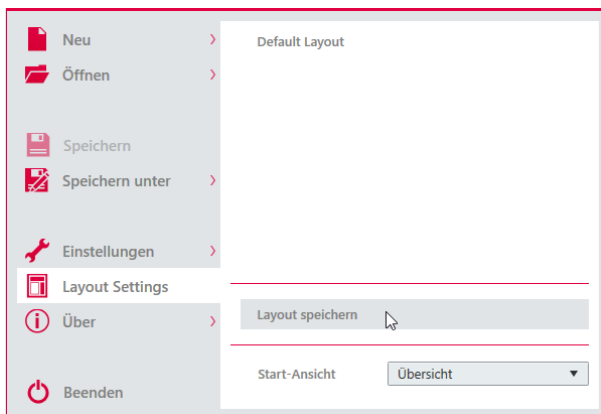 Neu
Öffnen
Speichern
Speichern unter
Einstellungen
Layout Settings
Über
Beenden
Default Layout
Layout speichern
Start-Ansicht Übersicht